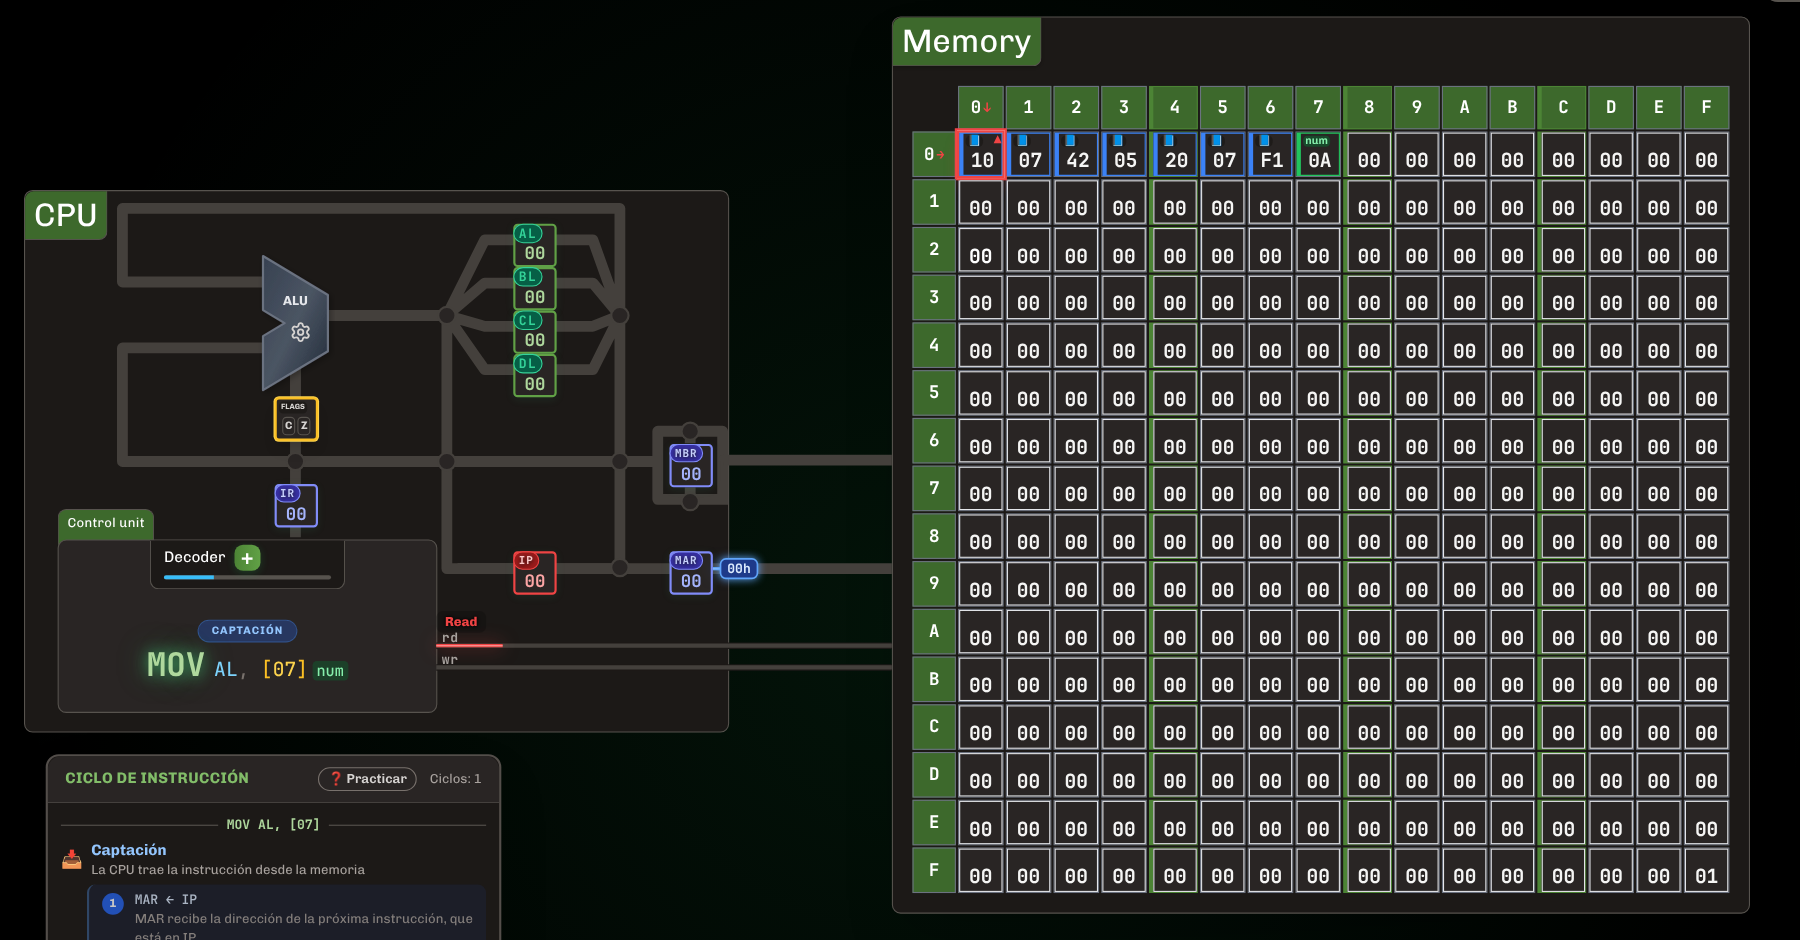 Memory
0↓ 1 2 3 4 5 6 7 8 9 A B C D E F
num
0→ 10 07 42 05 20 07 F1 0A 00 00 00 00 00 00 00 00
1 00 00 00 00 00 00 00 00 00 00 00 00 00 00 00 00
2 00 00 00 00 00 00 00 00 00 00 00 00 00 00 00 00
3 00 00 00 00 00 00 00 00 00 00 00 00 00 00 00 00
4 00 00 00 00 00 00 00 00 00 00 00 00 00 00 00 00
5 00 00 00 00 00 00 00 00 00 00 00 00 00 00 00 00
6 00 00 00 00 00 00 00 00 00 00 00 00 00 00 00 00
7 00 00 00 00 00 00 00 00 00 00 00 00 00 00 00 00
8 00 00 00 00 00 00 00 00 00 00 00 00 00 00 00 00
9 00 00 00 00 00 00 00 00 00 00 00 00 00 00 00 00
A 00 00 00 00 00 00 00 00 00 00 00 00 00 00 00 00
B 00 00 00 00 00 00 00 00 00 00 00 00 00 00 00 00
C 00 00 00 00 00 00 00 00 00 00 00 00 00 00 00 00
D 00 00 00 00 00 00 00 00 00 00 00 00 00 00 00 00
E 00 00 00 00 00 00 00 00 00 00 00 00 00 00 00 00
F 00 00 00 00 00 00 00 00 00 00 00 00 00 00 00 01
CPU
AL
00
BL
00
CL
00
DL
00
ALU
FLAGS
C Z
MBR
00
IR
00
IP
00
MAR
00
00h
Control unit
Decoder +
CAPTACIÓN
MOV AL, [07] num
Read
rd
wr
CICLO DE INSTRUCCIÓN
❓Practicar
Ciclos: 1
MOV AL, [07]
Captación
La CPU trae la instrucción desde la memoria
1 MAR ← IP
MAR recibe la dirección de la próxima instrucción, que
está en IP